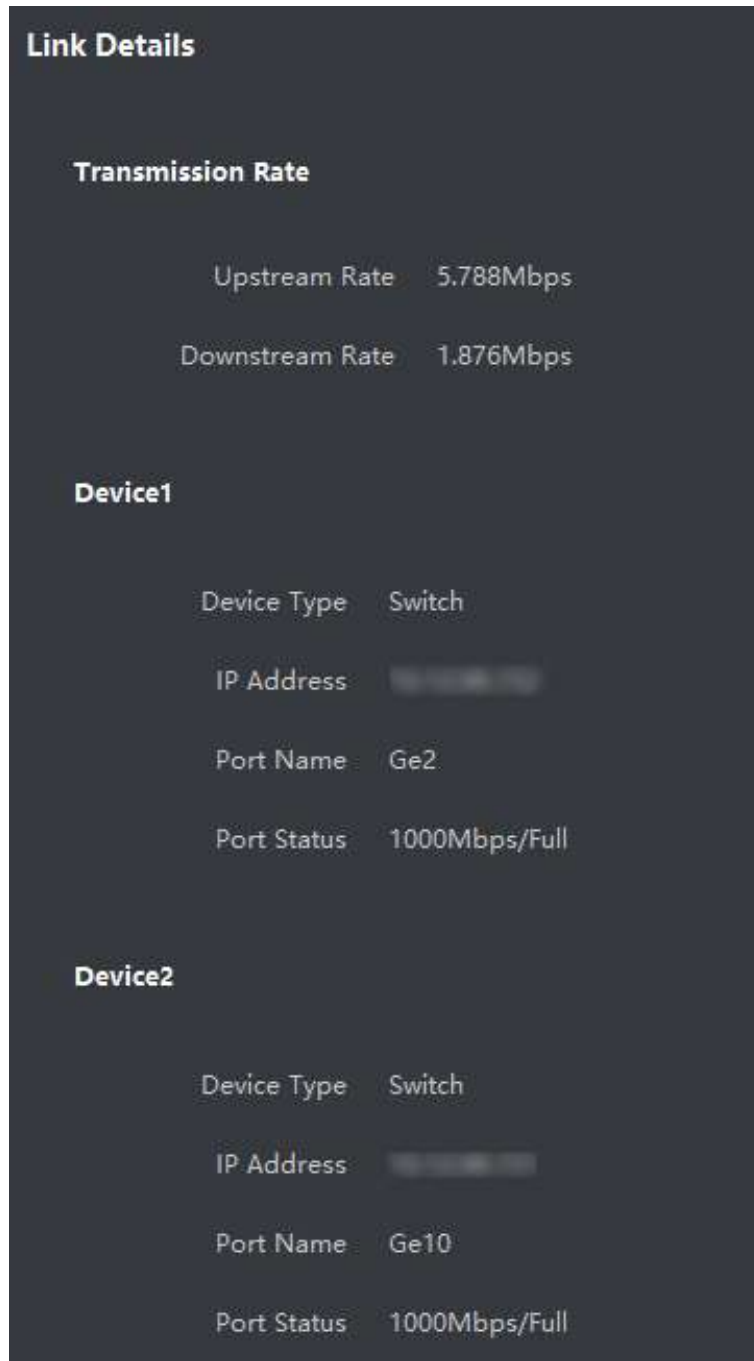 Link Details
Transmission Rate
Upstream Rate 5.788Mbps
Downstream Rate 1.876Mbps
Device1
Device Type Switch
IP Address
Port Name Ge2
Port Status 1000Mbps/Full
Device2
Device Type Switch
IP Address
Port Name Ge10
Port Status 1000Mbps/Full